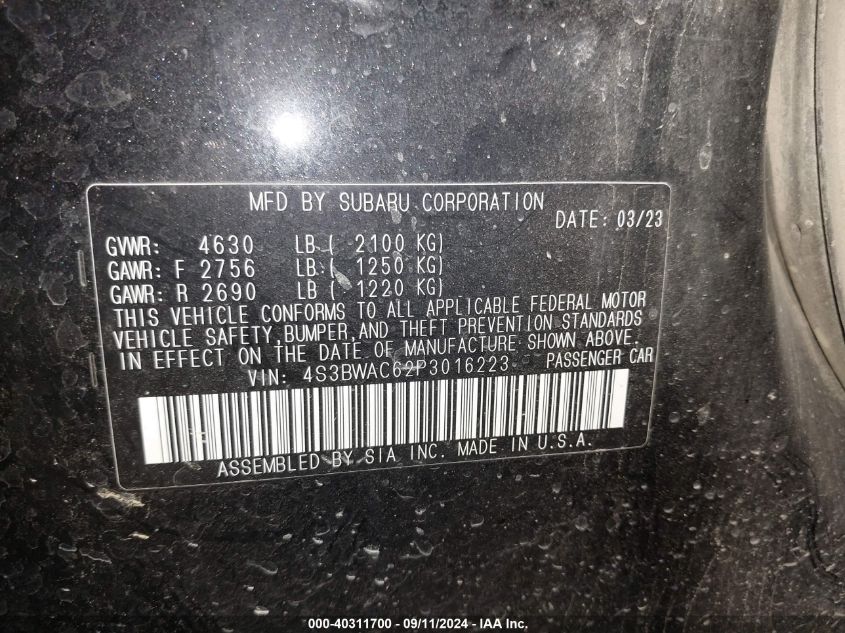 MFD BY SUBARU CORPORATION
DATE: 03/23
GVWR: 4630 LB ( 2100 KG)
GAWR: F 2756 LB ( 1250 KG)
GAWR: R 2690 LB ( 1220 KG)
THIS VEHICLE CONFORMS TO ALL APPLICABLE FEDERAL MOTOR
VEHICLE SAFETY,BUMPER,AND THEFT PREVENTION STANDARDS
IN EFFECT ON THE DATE OF MANUFACTURE SHOWN ABOVE.
VIN: 4S3BWAC62P3016223 PASSENGER CAR
ASSEMBLED BY SIA INC. MADE IN U.S.A.
000-40311700 - 09/11/2024 - IAA Inc.